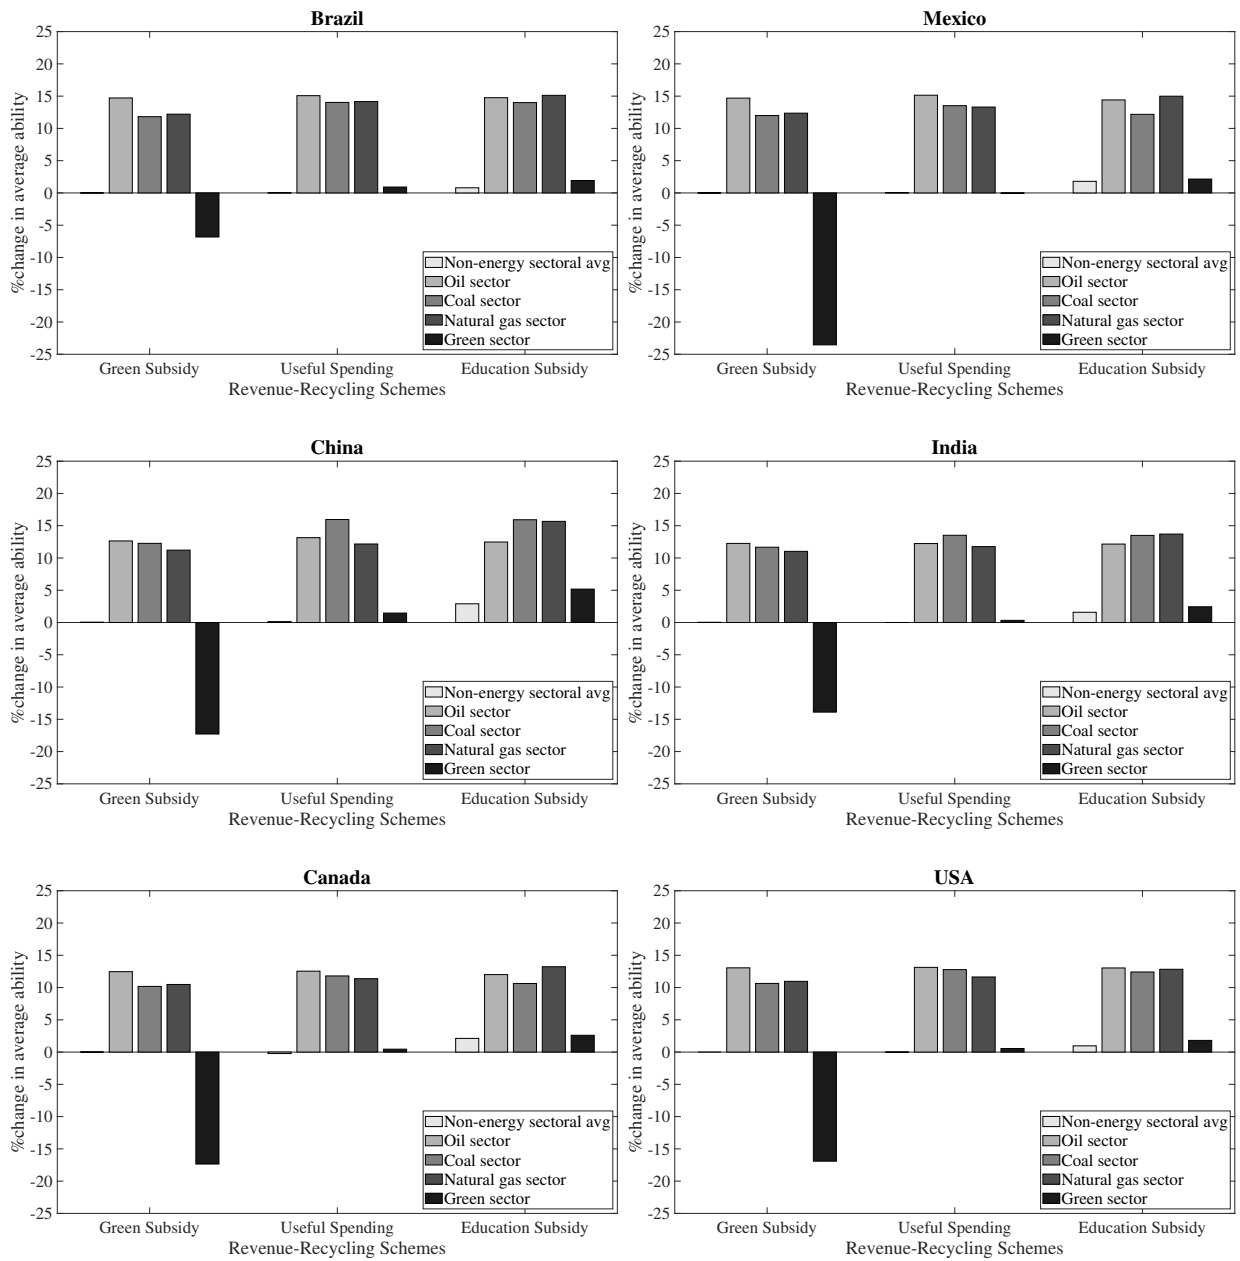 Brazil
25
20
15
10
5
0
-5
-10
-15
-20
-25
%change in average ability
Non-energy sectoral avg
Oil sector
Coal sector
Natural gas sector
Green sector
Green Subsidy
Useful Spending
Education Subsidy
Revenue-Recycling Schemes
Mexico
25
20
15
10
5
0
-5
-10
-15
-20
-25
%change in average ability
Non-energy sectoral avg
Oil sector
Coal sector
Natural gas sector
Green sector
Green Subsidy
Useful Spending
Education Subsidy
Revenue-Recycling Schemes
China
25
20
15
10
5
0
-5
-10
-15
-20
-25
%change in average ability
Non-energy sectoral avg
Oil sector
Coal sector
Natural gas sector
Green sector
Green Subsidy
Useful Spending
Education Subsidy
Revenue-Recycling Schemes
India
25
20
15
10
5
0
-5
-10
-15
-20
-25
%change in average ability
Non-energy sectoral avg
Oil sector
Coal sector
Natural gas sector
Green sector
Green Subsidy
Useful Spending
Education Subsidy
Revenue-Recycling Schemes
Canada
25
20
15
10
5
0
-5
-10
-15
-20
-25
%change in average ability
Non-energy sectoral avg
Oil sector
Coal sector
Natural gas sector
Green sector
Green Subsidy
Useful Spending
Education Subsidy
Revenue-Recycling Schemes
USA
25
20
15
10
5
0
-5
-10
-15
-20
-25
%change in average ability
Non-energy sectoral avg
Oil sector
Coal sector
Natural gas sector
Green sector
Green Subsidy
Useful Spending
Education Subsidy
Revenue-Recycling Schemes